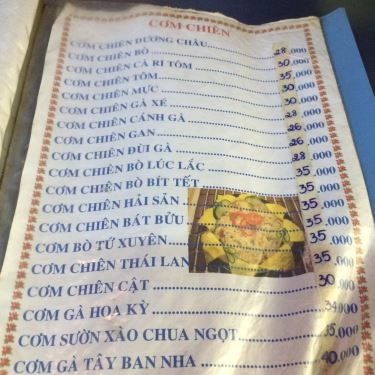 CƠM CHIÊN
CƠM CHIÊN DƯƠNG CHÂU 28.000
CƠM CHIÊN BÒ 30.000
CƠM CHIÊN CÀ RI TÔM 35.000
CƠM CHIÊN TÔM 30.000
CƠM CHIÊN MỰC 30.000
CƠM CHIÊN GÀ XÉ 28.000
CƠM CHIÊN CÁNH GÀ 26.000
CƠM CHIÊN GAN 26.000
CƠM CHIÊN ĐÙI GÀ 28.000
CƠM CHIÊN BÒ LÚC LẮC 35.000
CƠM CHIÊN BÒ BÍT TẾT 35.000
CƠM CHIÊN HẢI SẢN 35.000
CƠM CHIÊN BÁT BỬU 35.000
CƠM BÒ TỨ XUYÊN 35.000
CƠM CHIÊN THÁI LAN 35.000
CƠM CHIÊN CẬT 30.000
CƠM GÀ HOA KỲ 34.000
CƠM SƯỜN XÀO CHUA NGỌT 35.000
CƠM GÀ TÂY BAN NHA 40.000